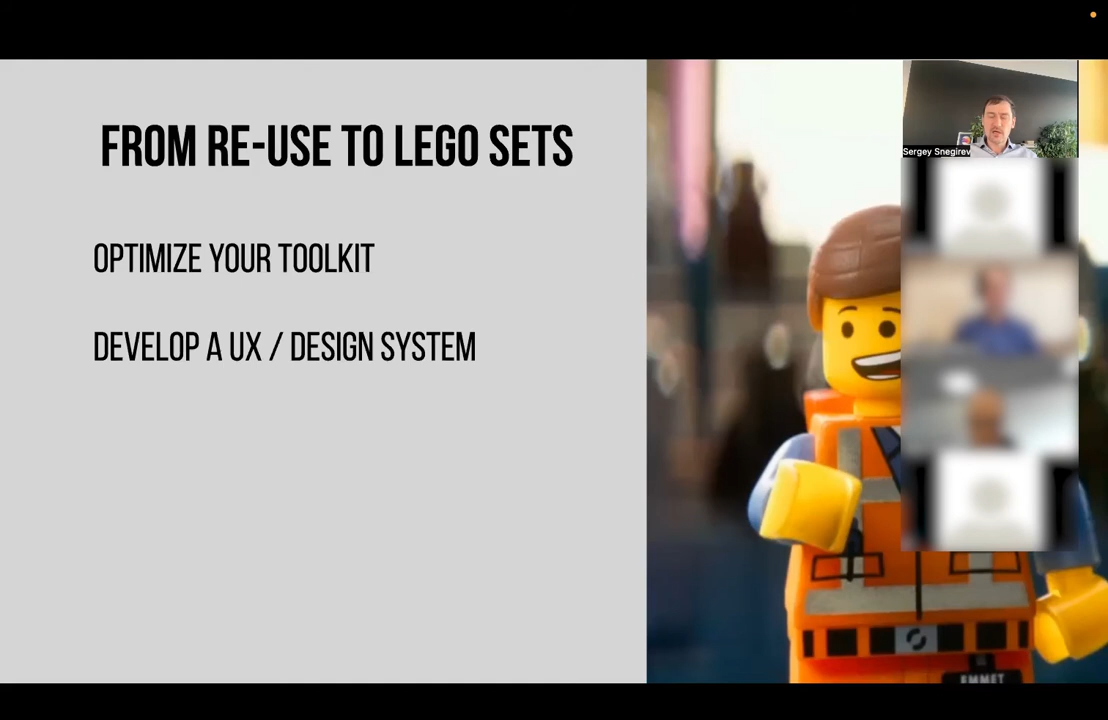 FROM RE-USE TO LEGO SETS
OPTIMIZE YOUR TOOLKIT
DEVELOP A UX / DESIGN SYSTEM
Sergey Snegirev
EMMET